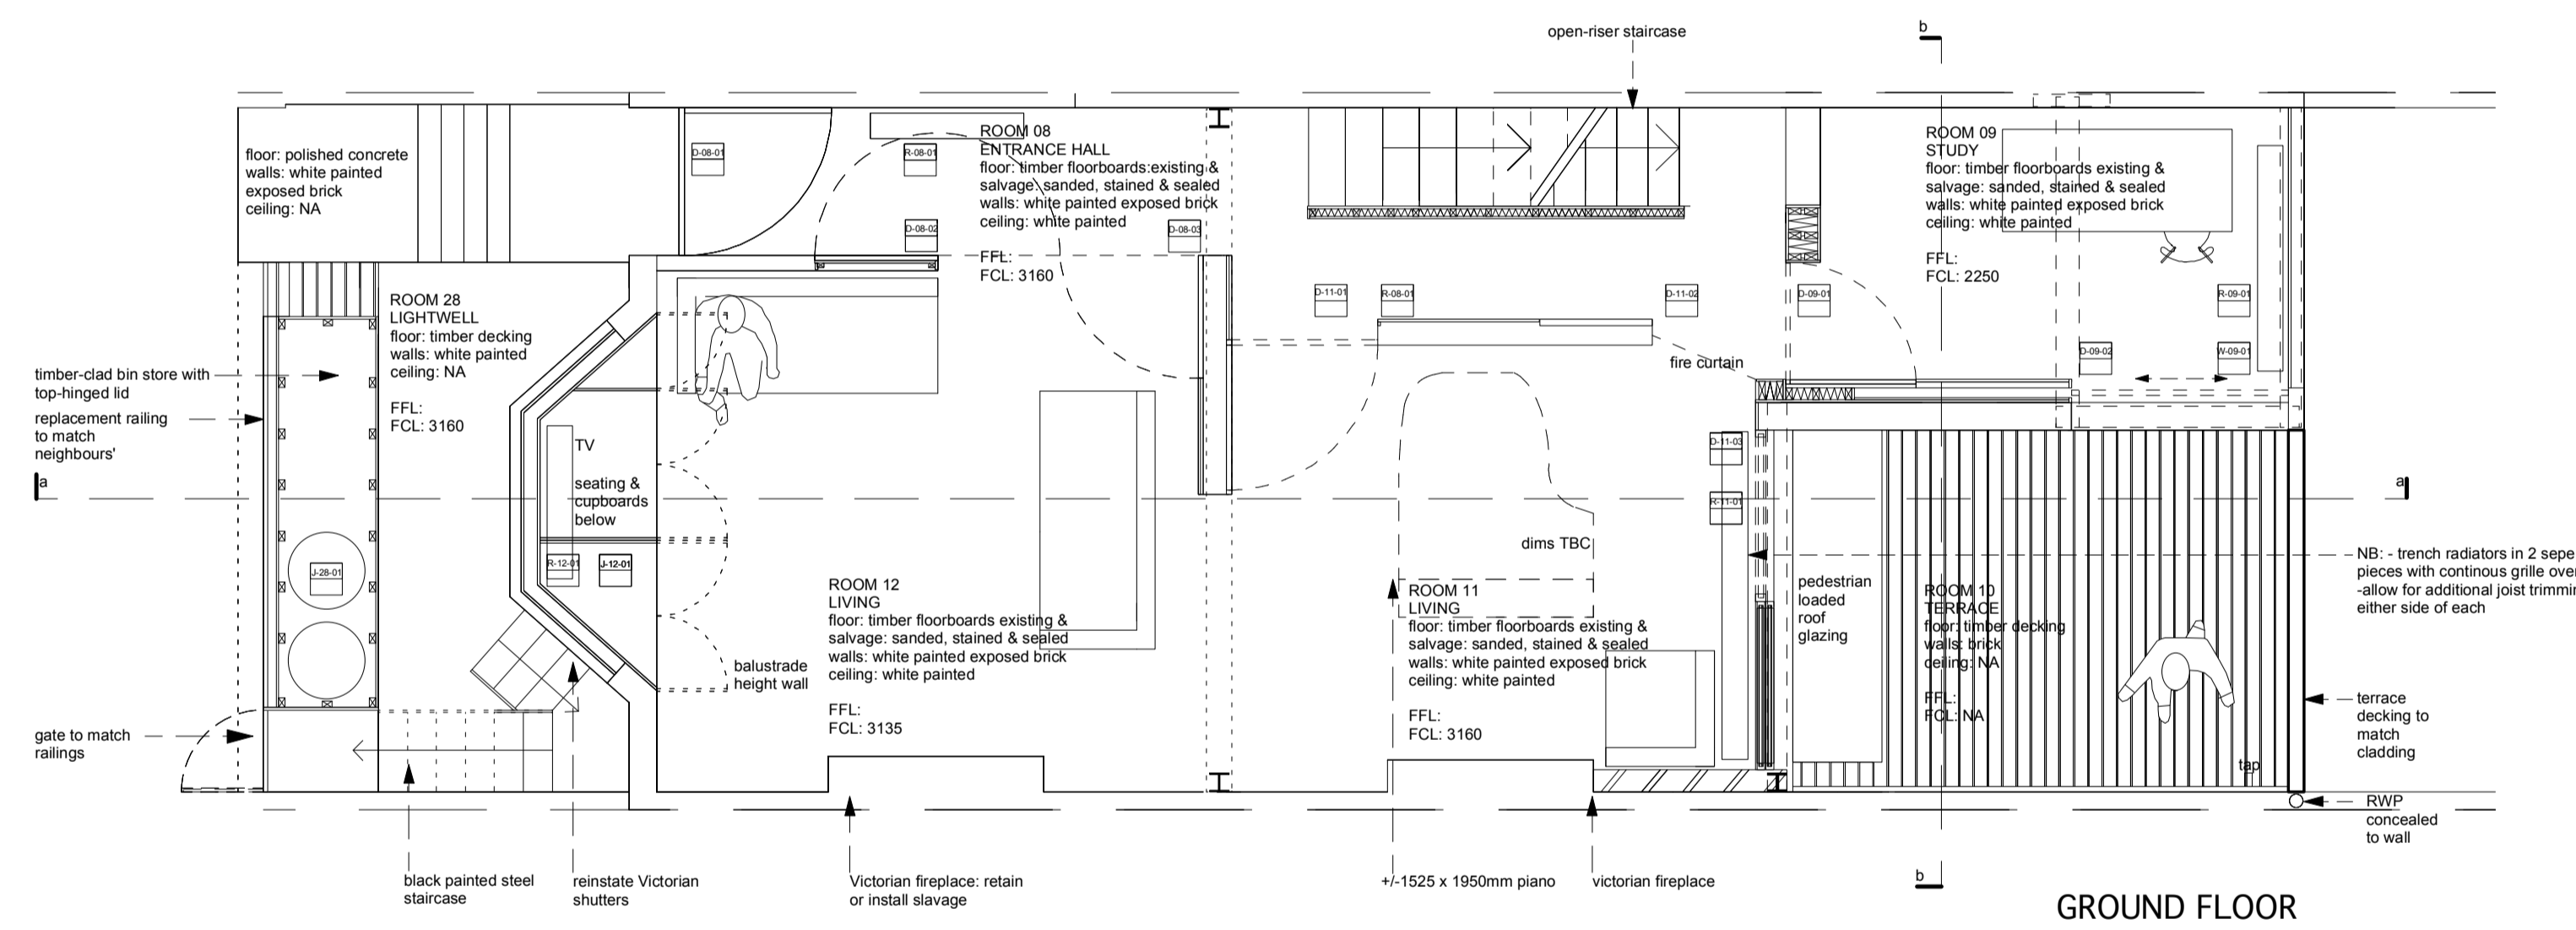 open-riser staircase
b
floor: polished concrete
walls: white painted
exposed brick
ceiling: NA
D-08-01
R-08-01
D-08-02
D-08-03
ROOM 08
ENTRANCE HALL
floor: timber floorboards:existing &
salvage: sanded, stained & sealed
walls: white painted exposed brick
ceiling: white painted
FFL:
FCL: 3160
ROOM 09
STUDY
floor: timber floorboards existing &
salvage: sanded, stained & sealed
walls: white painted exposed brick
ceiling: white painted
FFL:
FCL: 2250
ROOM 28
LIGHTWELL
floor: timber decking
walls: white painted
ceiling: NA
FFL:
FCL: 3160
D-11-01
R-08-01
D-11-02
D-09-01
R-09-01
D-09-02
W-09-01
fire curtain
timber-clad bin store with
top-hinged lid
replacement railing
to match
neighbours'
a
TV
seating &
cupboards
below
R-12-01
J-12-01
J-28-01
D-11-03
R-11-01
a
dims TBC
NB: - trench radiators in 2 sepe
pieces with continous grille over
-allow for additional joist trimmin
either side of each
ROOM 12
LIVING
floor: timber floorboards existing &
salvage: sanded, stained & sealed
walls: white painted exposed brick
ceiling: white painted
FFL:
FCL: 3135
ROOM 11
LIVING
floor: timber floorboards existing &
salvage: sanded, stained & sealed
walls: white painted exposed brick
ceiling: white painted
FFL:
FCL: 3160
pedestrian
loaded
roof
glazing
ROOM 10
TERRACE
floor: timber decking
walls: brick
ceiling: NA
FFL:
FCL: NA
balustrade
height wall
gate to match
railings
terrace
decking to
match
cladding
tap
RWP
concealed
to wall
black painted steel
staircase
reinstate Victorian
shutters
Victorian fireplace: retain
or install slavage
+/-1525 x 1950mm piano
victorian fireplace
b
GROUND FLOOR